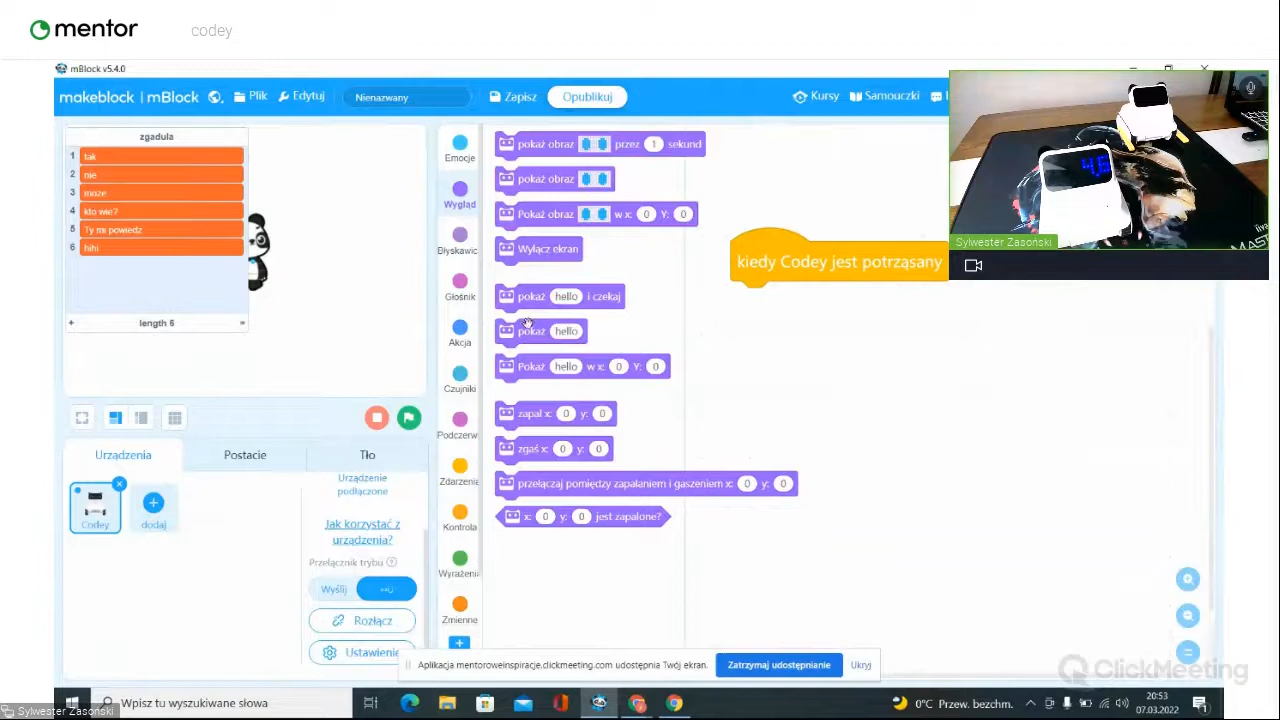 mentor codey
mBlock v5.4.0
makeblock | mBlock Plik Edytuj Nienazwany Zapisz Opublikuj Kursy Samouczki
zgadula
1 tak
2 nie
3 może
4 kto wie?
5 Ty mi powiedz
6 hihi
+ length 6 =
Emocje
Wygląd
Błyskawic
Głośnik
Akcja
Czujniki
Podczerw
Zdarzenia
Kontrola
Wyrażenia
Zmienne
+
pokaż obraz przez 1 sekund
pokaż obraz
Pokaż obraz w x: 0 Y: 0
Wyłącz ekran
pokaż hello i czekaj
pokaż hello
Pokaż hello w x: 0 Y: 0
zapal x: 0 y: 0
zgaś x: 0 y: 0
przełączaj pomiędzy zapalaniem i gaszeniem x: 0 y: 0
x: 0 y: 0 jest zapalone?
kiedy Codey jest potrząsany
Sylwester Zasoński
Urządzenia Postacie Tło
Codey
dodaj
Urządzenie
podłączone
Jak korzystać z
urządzenia?
Przełącznik trybu ?
Wyślij
Rozłącz
Ustawienie
Aplikacja mentoroweinspiracje.clickmeeting.com udostępnia Twój ekran. Zatrzymaj udostępnianie Ukryj
ClickMeeting
Wpisz tu wyszukiwane słowa
0°C Przew. bezchm.
20:53
07.03.2022
Sylwester Zasoński